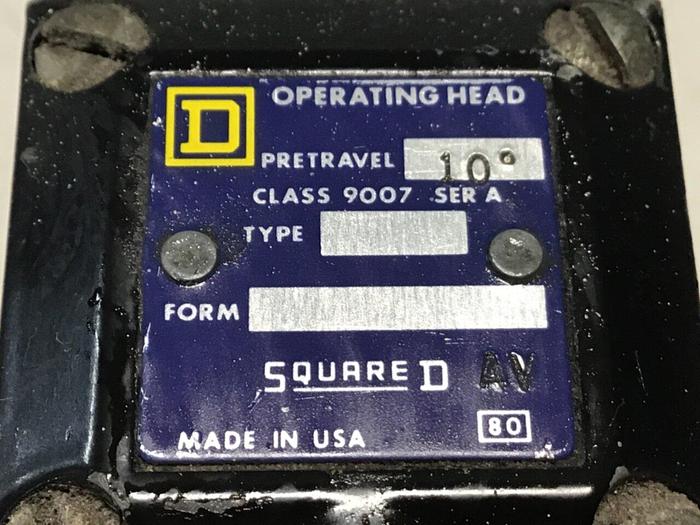 D OPERATING HEAD
PRETRAVEL 10°
CLASS 9007 SER A
TYPE
FORM
SQUARE D AV
MADE IN USA 80